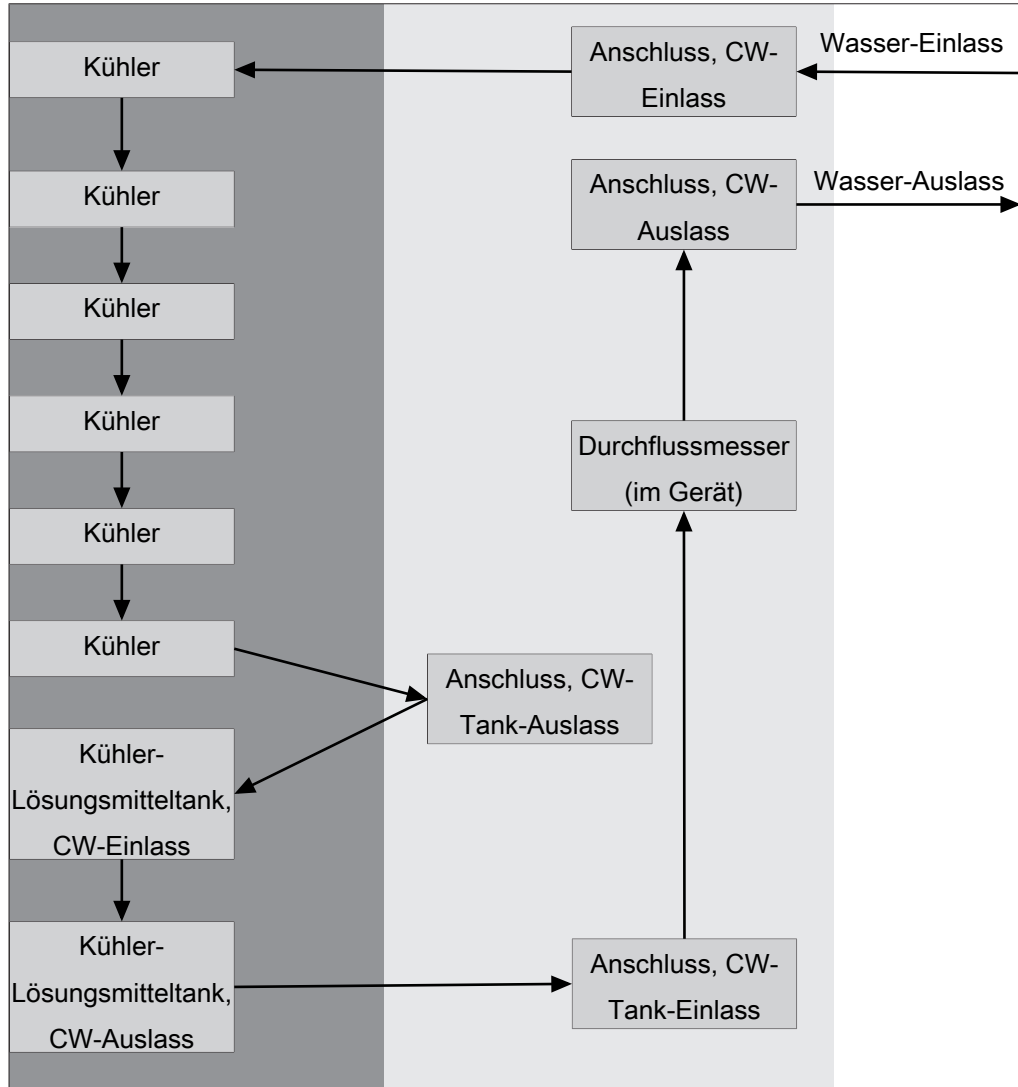 Kühler
Anschluss, CW-
Einlass
Wasser-Einlass
Kühler
Anschluss, CW-
Auslass
Wasser-Auslass
Kühler
Kühler
Durchflussmesser
(im Gerät)
Kühler
Kühler
Anschluss, CW-
Tank-Auslass
Kühler-
Lösungsmitteltank,
CW-Einlass
Kühler-
Lösungsmitteltank,
CW-Auslass
Anschluss, CW-
Tank-Einlass